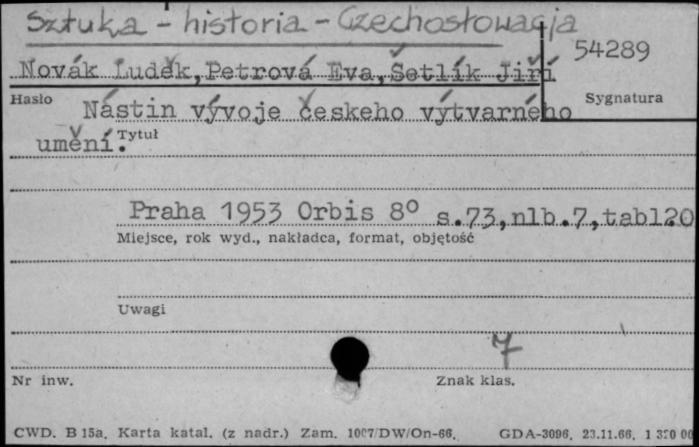 Sztuka - historia - Czechosłowacja
54289
Novák Luděk, Petrová Eva, Šetlík Jiří
Hasło
Sygnatura
Nástin vývoje českeho výtvarného
umění.
Tytuł
Praha 1953 Orbis 8° s.73, nlb.7, tabl20
Miejsce, rok wyd., nakładca, format, objętość
Uwagi
7
Nr inw.
Znak klas.
CWD. B 15a. Karta katal. (z nadr.) Zam. 1007/DW/On-66. GDA-3096. 23.11.66.